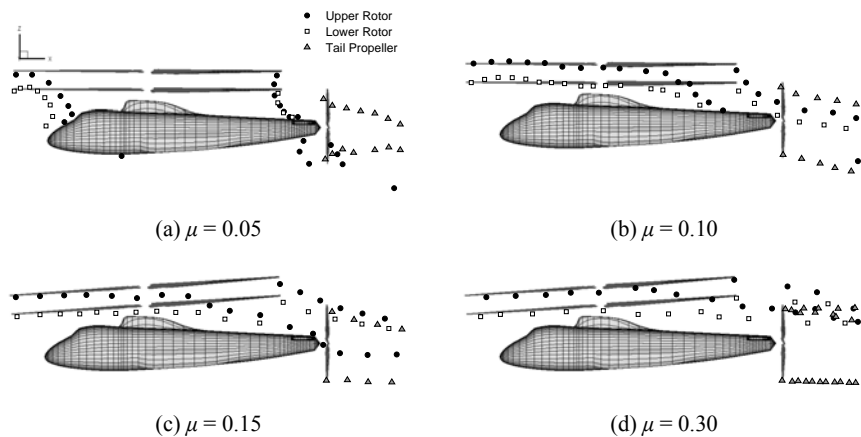 z
x
Upper Rotor
Lower Rotor
Tail Propeller
(a) μ = 0.05
(b) μ = 0.10
(c) μ = 0.15
(d) μ = 0.30